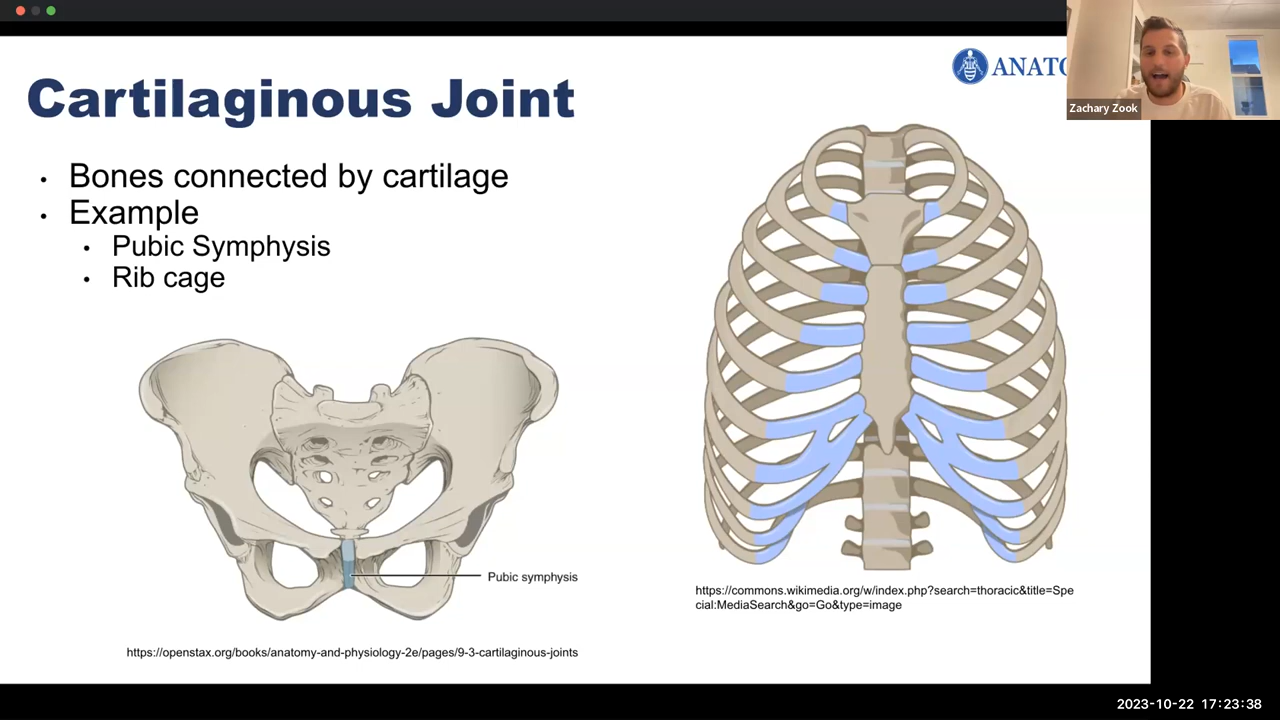 Cartilaginous Joint
• Bones connected by cartilage
• Example
• Pubic Symphysis
• Rib cage
Pubic symphysis
https://openstax.org/books/anatomy-and-physiology-2e/pages/9-3-cartilaginous-joints
ANATO
Zachary Zook
https://commons.wikimedia.org/w/index.php?search=thoracic&title=Spe
cial:MediaSearch&go=Go&type=image
2023-10-22 17:23:38